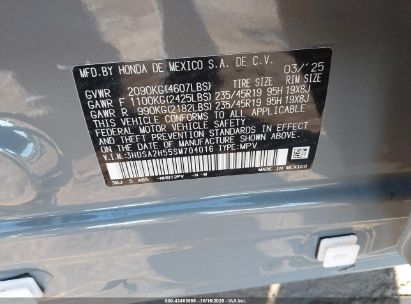 MFD.BY HONDA DE MEXICO S.A. DE C.V. 03/'25
GVWR 2090KG(4607LBS) TIRE SIZE RIM SIZE
GAWR F 1100KG(2425LBS) 235/45R19 95H 19X8J
GAWR R 990KG(2182LBS) 235/45R19 95H 19X8J
THIS VEHICLE CONFORMS TO ALL APPLICABLE
FEDERAL MOTOR VEHICLE SAFETY AND THEFT
PREVENTION STANDARDS IN EFFECT ON THE DATE
OF MANUFACTURE SHOWN ABOVE.
V.I.N.:3HDSA2H55SM704016 TYPE:MPV
MADE IN MEXICO